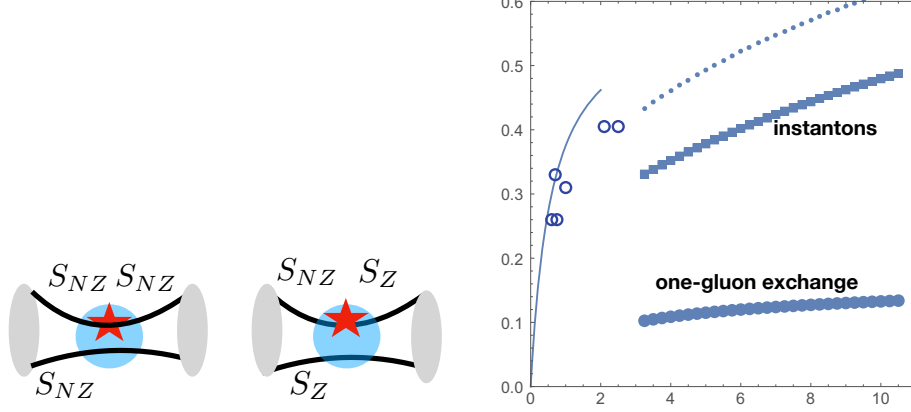 S_{NZ} S_{NZ}
S_{NZ}
S_{NZ} S_Z
S_Z
0.6
0.5
0.4
0.3
0.2
0.1
0.0
instantons
one-gluon exchange
0 2 4 6 8 10